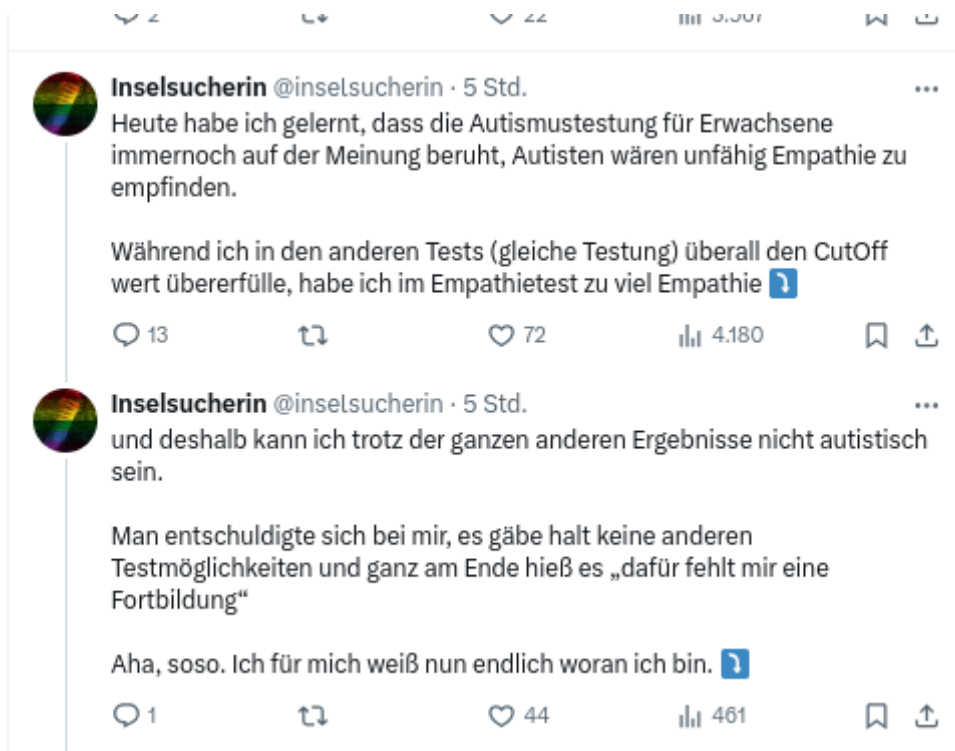 2 22
Inselsucherin @inselsucherin · 5 Std.
Heute habe ich gelernt, dass die Autismustestung für Erwachsene
immernoch auf der Meinung beruht, Autisten wären unfähig Empathie zu
empfinden.
Während ich in den anderen Tests (gleiche Testung) überall den CutOff
wert übererfülle, habe ich im Empathietest zu viel Empathie ⤵
13 72 4.180
Inselsucherin @inselsucherin · 5 Std.
und deshalb kann ich trotz der ganzen anderen Ergebnisse nicht autistisch
sein.
Man entschuldigte sich bei mir, es gäbe halt keine anderen
Testmöglichkeiten und ganz am Ende hieß es „dafür fehlt mir eine
Fortbildung“
Aha, soso. Ich für mich weiß nun endlich woran ich bin. ⤵
1 44 461